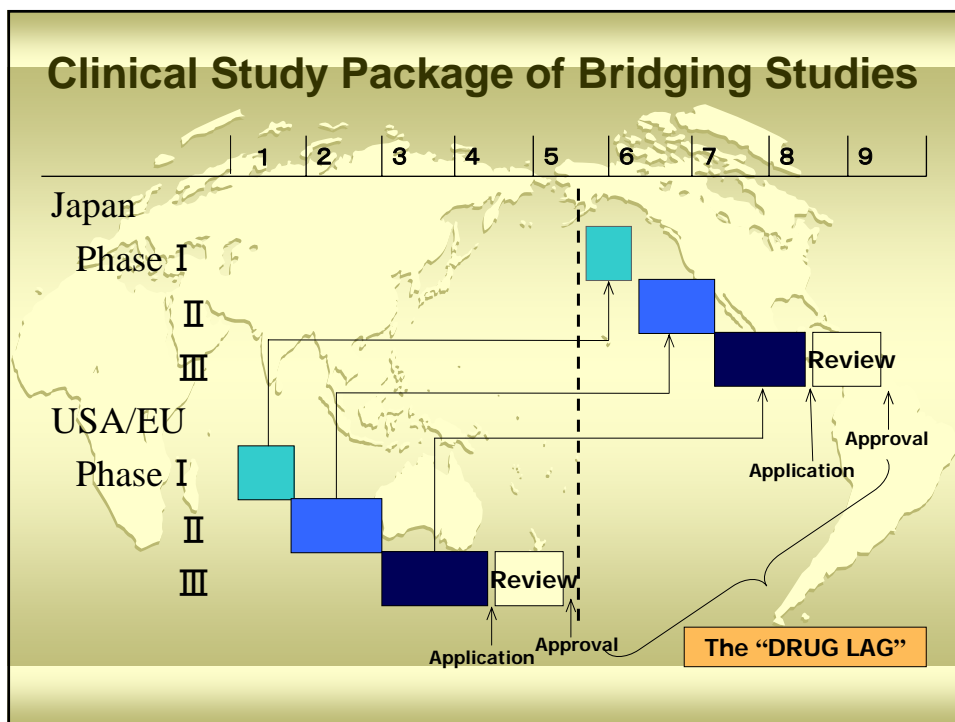 Clinical Study Package of Bridging Studies
1 2 3 4 5 6 7 8 9
Japan
Phase Ⅰ
Ⅱ
Ⅲ
Review
USA/EU
Approval
Phase Ⅰ
Application
Ⅱ
Ⅲ
Review
Approval
Application
The “DRUG LAG”